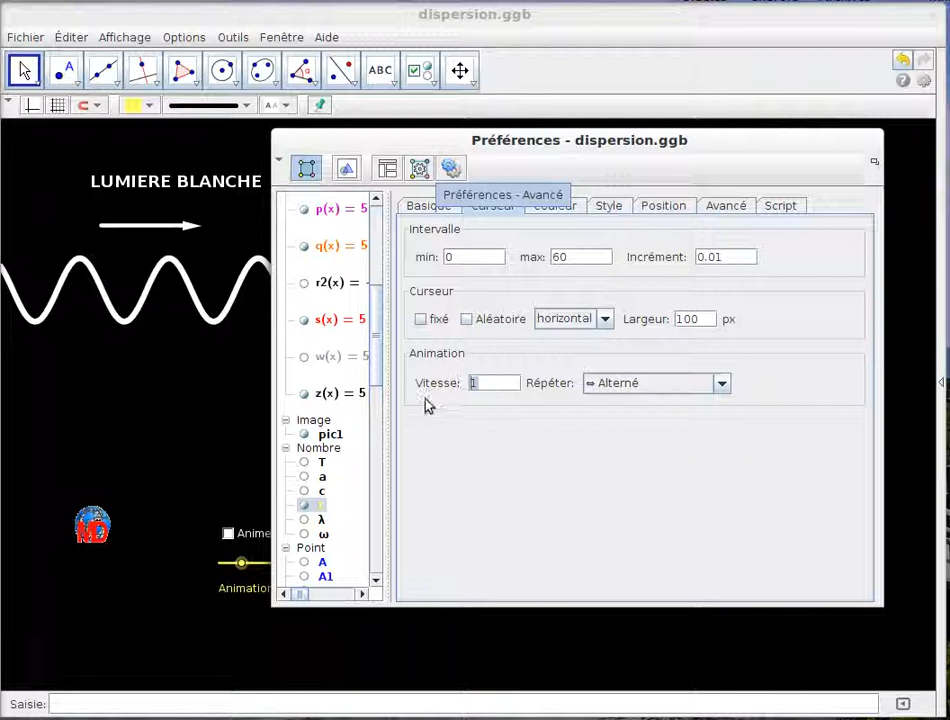 dispersion.ggb
Fichier Éditer Affichage Options Outils Fenêtre Aide
A ABC
A A
Préférences - dispersion.ggb
LUMIERE BLANCHE
Préférences - Avancé
Basique Curseur Couleur Style Position Avancé Script
p(x) = 5
q(x) = 5
r2(x) = -
s(x) = 5
w(x) = 5
z(x) = 5
Image
pic1
Nombre
T
a
c
λ
ω
Point
A
A1
Intervalle
min: 0 max: 60 Incrément: 0.01
Curseur
fixé Aléatoire horizontal Largeur: 100 px
Animation
Vitesse: 1 Répéter: ⇔ Alterné
MD
Anime
Animation
Saisie: